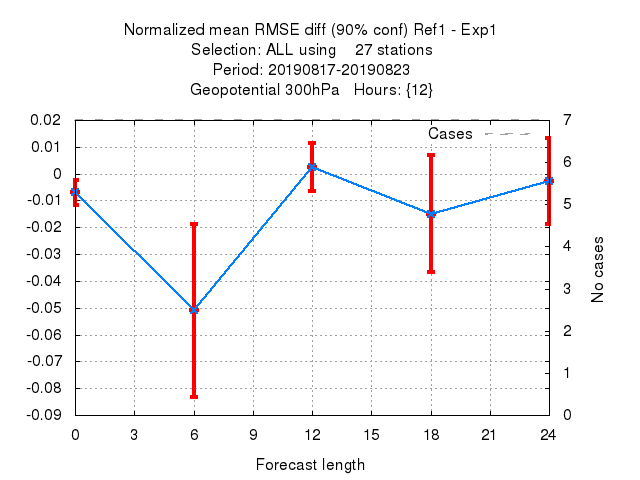 Normalized mean RMSE diff (90% conf) Ref1 - Exp1
Selection: ALL using    27 stations
Period: 20190817-20190823
Geopotential 300hPa   Hours: {12}
Cases
0.02
0.01
0
-0.01
-0.02
-0.03
-0.04
-0.05
-0.06
-0.07
-0.08
-0.09
7
6
5
4
3
2
1
0
No cases
0 3 6 9 12 15 18 21 24
Forecast length